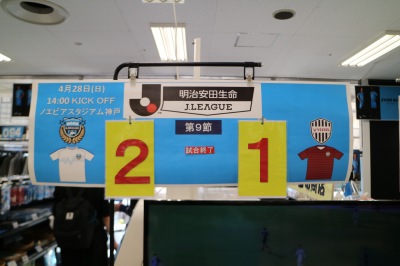 4月28日(日)
14:00 KICK OFF
ノエビアスタジアム神戸
明治安田生命
J.LEAGUE
第9節
試合終了
2
1
VISSEL